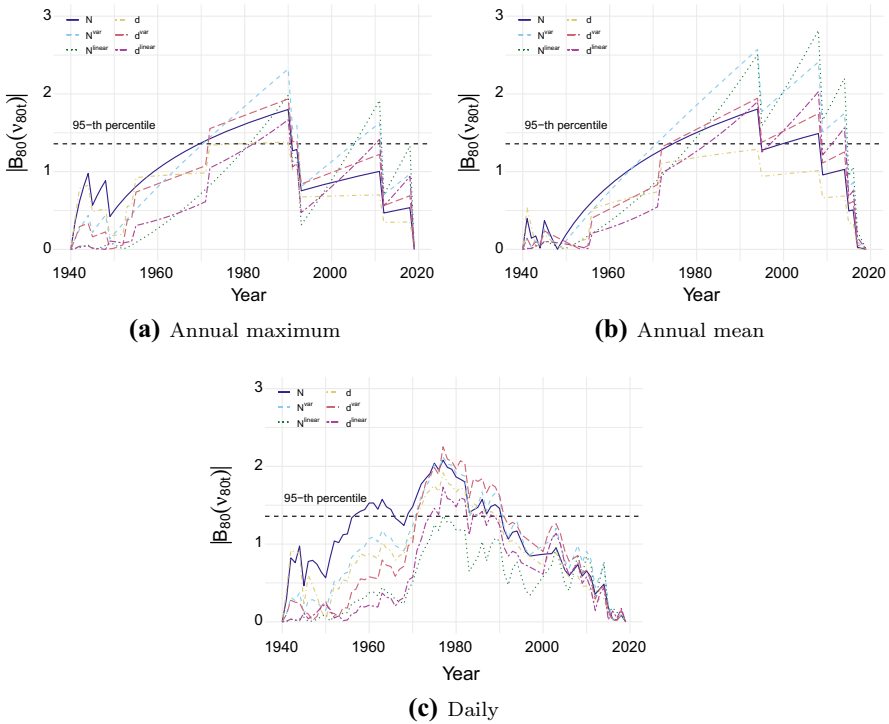 3
N
d
N^var
d^var
N^linear
d^linear
2
95−th percentile
1
0
|B₈₀(ν₈₀ₜ)|
1940
1960
1980
2000
2020
Year
(a) Annual maximum
3
N
d
N^var
d^var
N^linear
d^linear
2
95−th percentile
1
0
|B₈₀(ν₈₀ₜ)|
1940
1960
1980
2000
2020
Year
(b) Annual mean
3
N
d
N^var
d^var
N^linear
d^linear
2
95−th percentile
1
0
|B₈₀(ν₈₀ₜ)|
1940
1960
1980
2000
2020
Year
(c) Daily